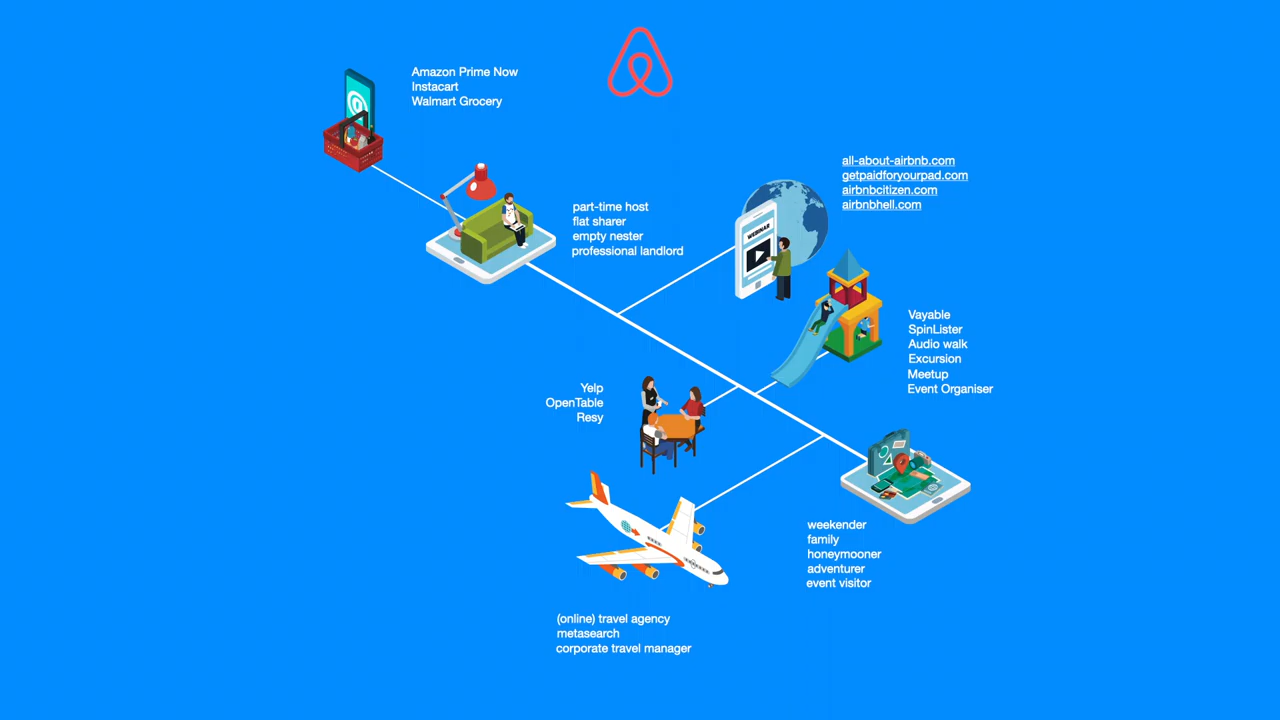 Amazon Prime Now
Instacart
Walmart Grocery
all-about-airbnb.com
getpaidforyourpad.com
airbnbcitizen.com
airbnbhell.com
part-time host
flat sharer
empty nester
professional landlord
WEBINAR
Vayable
SpinLister
Audio walk
Excursion
Meetup
Event Organiser
Yelp
OpenTable
Resy
weekender
family
honeymooner
adventurer
event visitor
(online) travel agency
metasearch
corporate travel manager